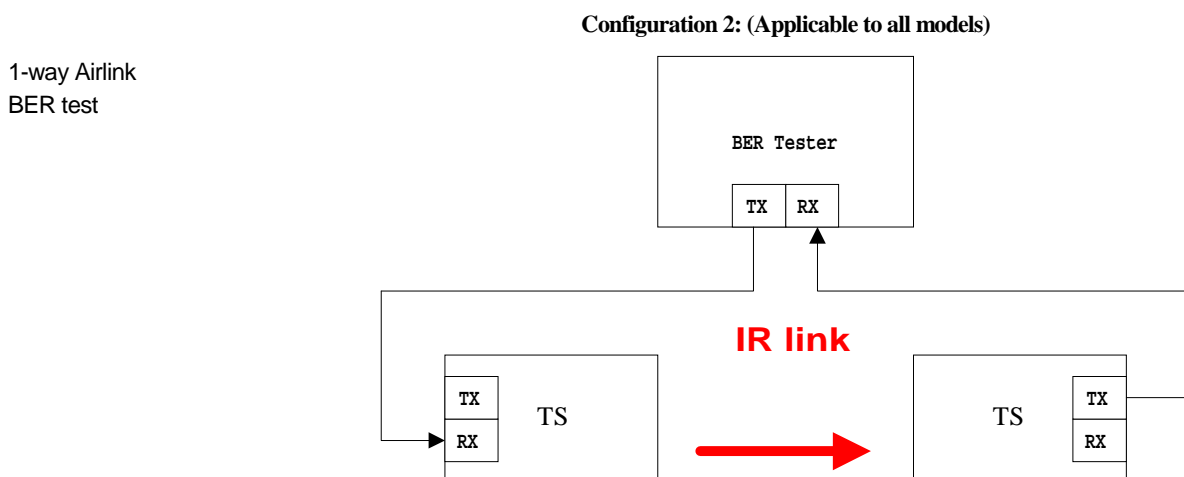 Configuration 2: (Applicable to all models)
1-way Airlink
BER test
BER Tester
TX RX
IR link
TX
RX
TS
TS
TX
RX